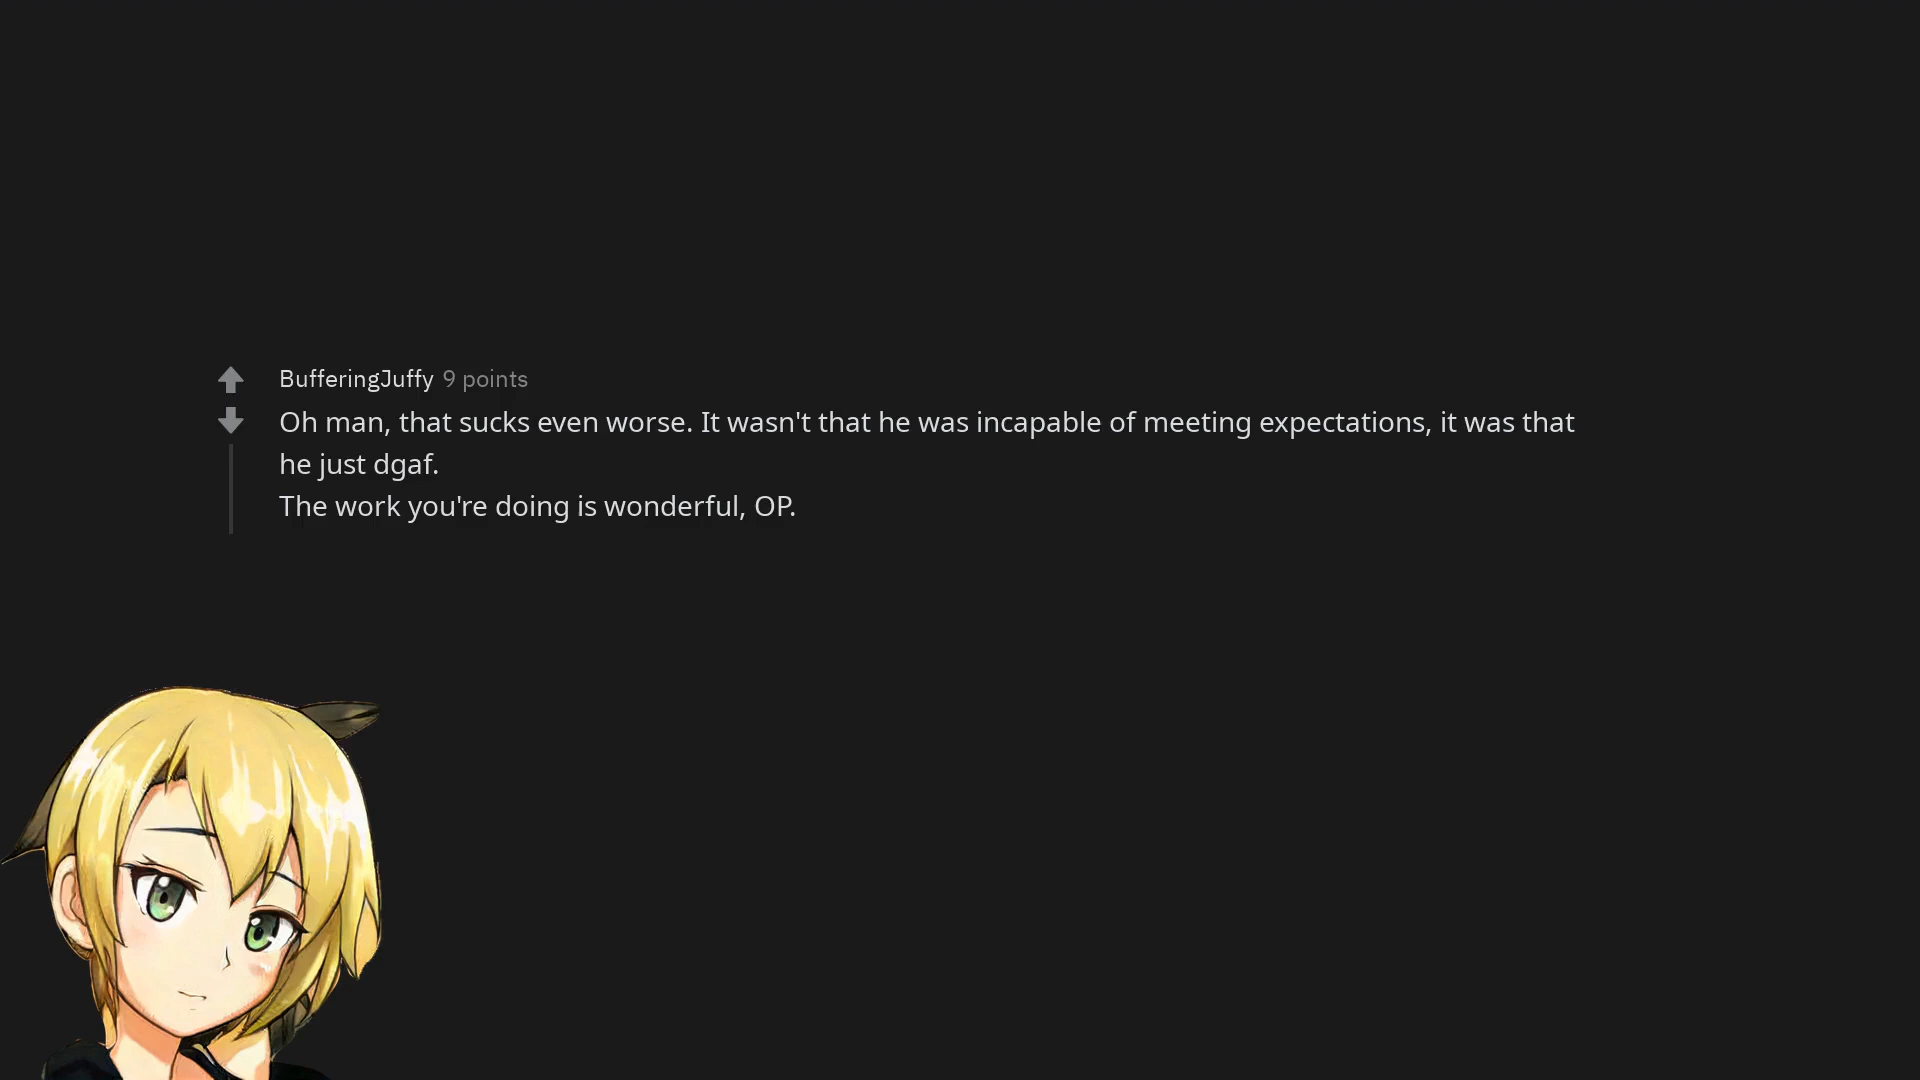 BufferingJuffy 9 points
Oh man, that sucks even worse. It wasn't that he was incapable of meeting expectations, it was that
he just dgaf.
The work you're doing is wonderful, OP.